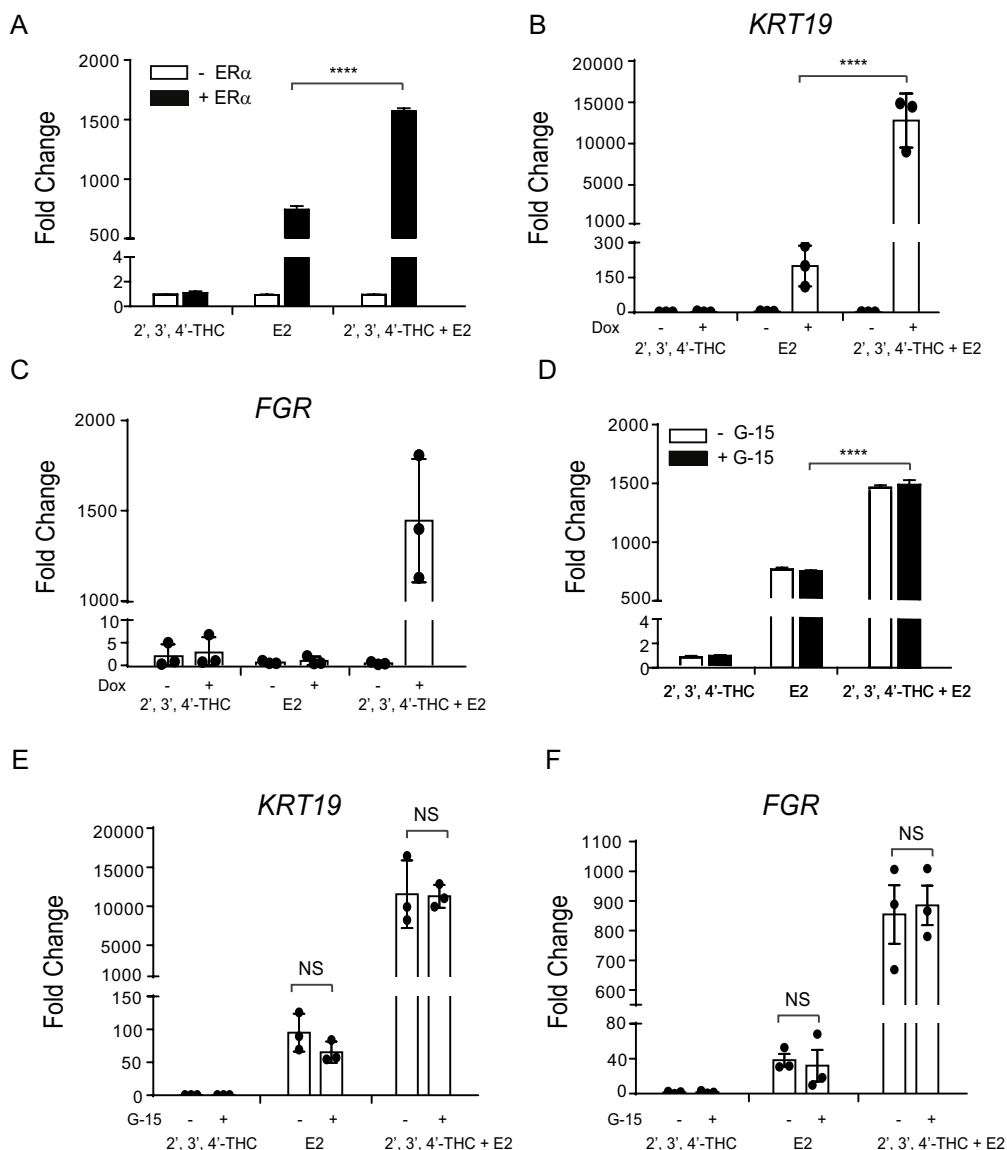 A
2000
1500
1000
500
4
2
0
Fold Change
- ERα
+ ERα
****
2', 3', 4'-THC
E2
2', 3', 4'-THC + E2
B
KRT19
20000
15000
10000
5000
1000
300
150
0
Fold Change
****
Dox - + - + - +
2', 3', 4'-THC
E2
2', 3', 4'-THC + E2
C
FGR
2000
1500
1000
10
5
0
Fold Change
Dox - + - + - +
2', 3', 4'-THC
E2
2', 3', 4'-THC + E2
D
2000
1500
1000
500
4
2
0
Fold Change
- G-15
+ G-15
****
2', 3', 4'-THC
E2
2', 3', 4'-THC + E2
E
KRT19
20000
15000
10000
5000
1000
150
100
50
0
Fold Change
NS
NS
G-15 - + - + - +
2', 3', 4'-THC
E2
2', 3', 4'-THC + E2
F
FGR
1100
1000
900
800
700
600
500
80
40
0
Fold Change
NS
NS
G-15 - + - + - +
2', 3', 4'-THC
E2
2', 3', 4'-THC + E2